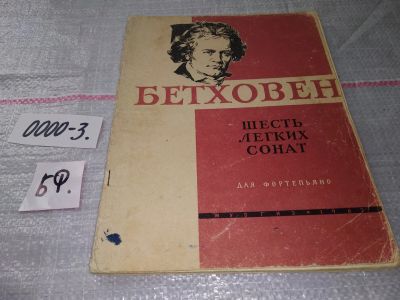 БЕТХОВЕН
ШЕСТЬ
ЛЕГКИХ
СОНАТ
ДЛЯ ФОРТЕПЬЯНО
0000-3.
БФ.